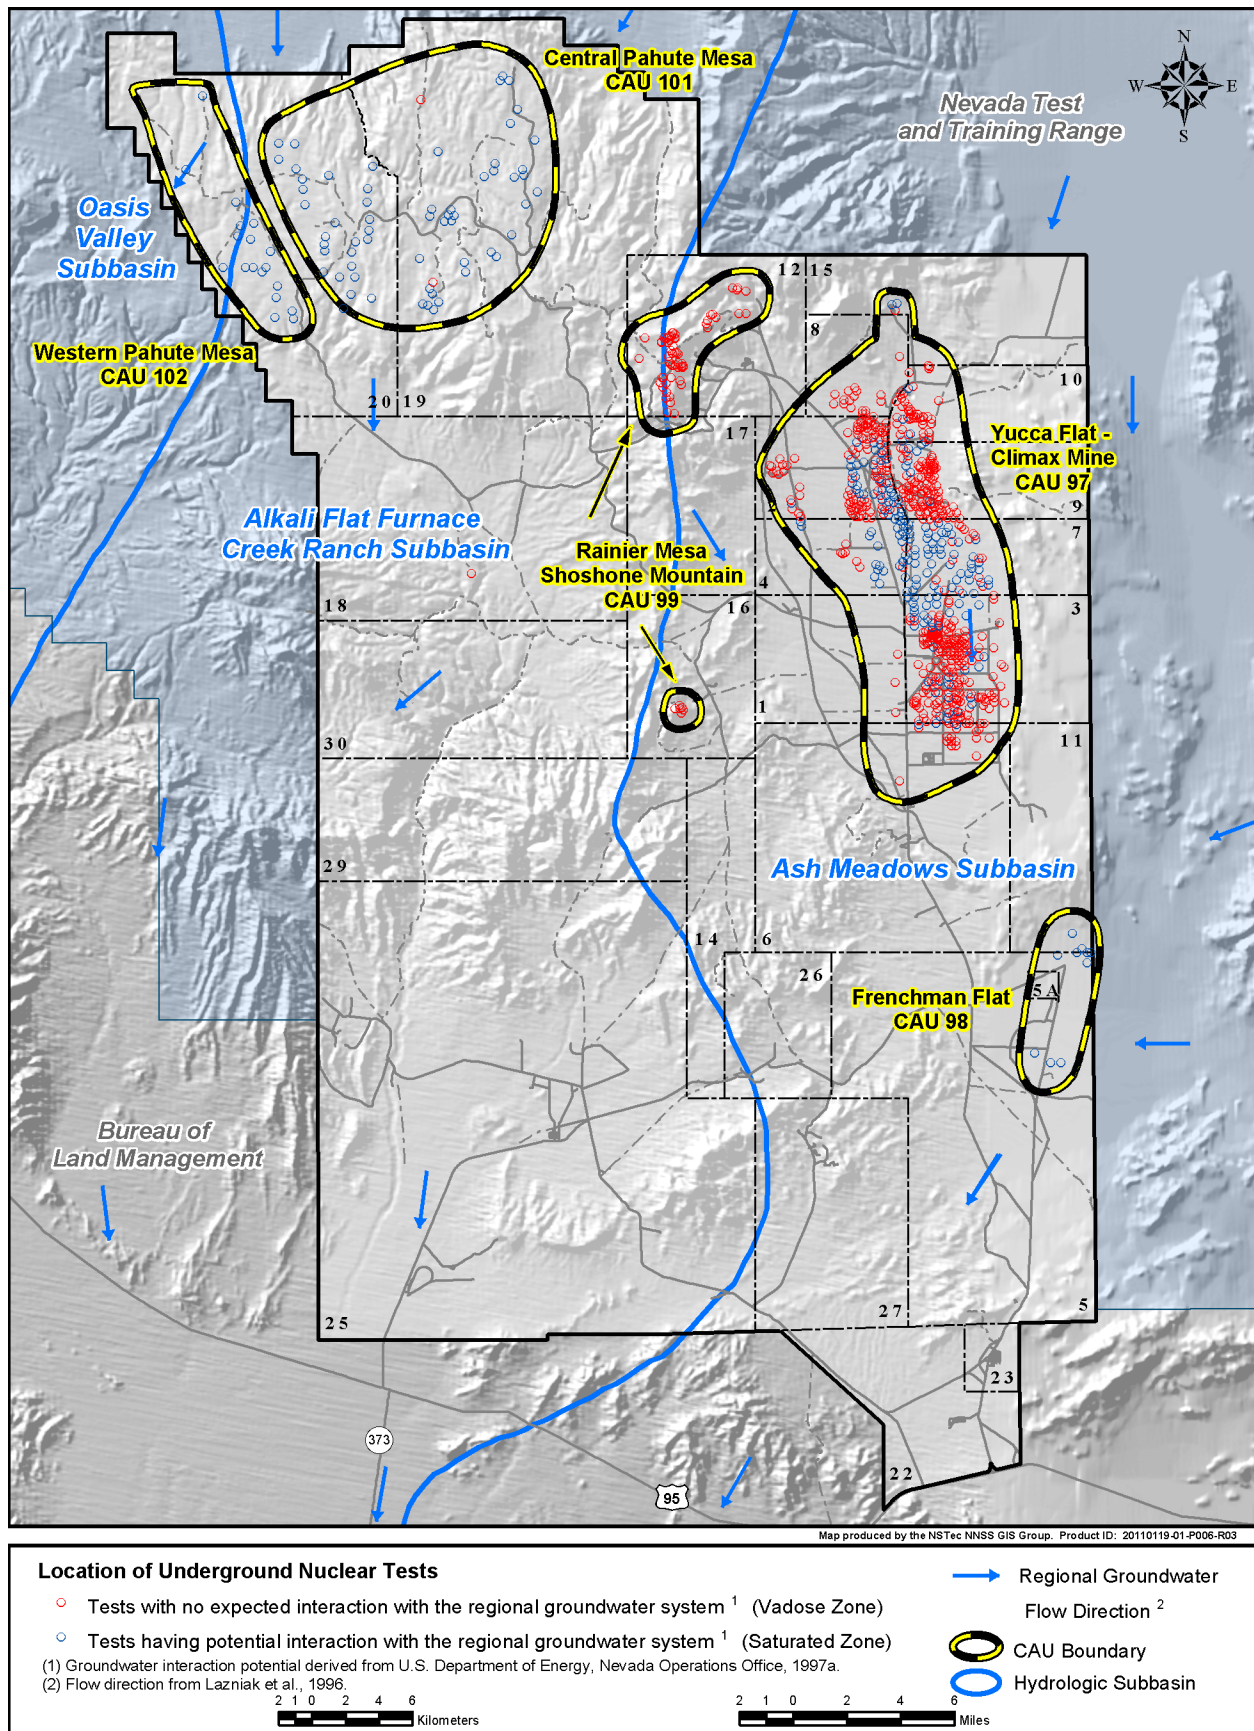 Central Pahute Mesa
CAU 101
N
W
E
S
Nevada Test
and Training Range
Oasis
Valley
Subbasin
12
15
8
Western Pahute Mesa
CAU 102
20
19
10
17
Yucca Flat -
Climax Mine
CAU 97
9
7
Alkali Flat Furnace
Creek Ranch Subbasin
Rainier Mesa
Shoshone Mountain
CAU 99
4
18
16
3
1
30
11
29
Ash Meadows Subbasin
14
6
26
5A
Frenchman Flat
CAU 98
Bureau of
Land Management
25
27
5
23
373
95
22
Map produced by the NSTec NNSS GIS Group. Product ID: 20110119-01-P006-R03
Location of Underground Nuclear Tests
Tests with no expected interaction with the regional groundwater system 1 (Vadose Zone)
Tests having potential interaction with the regional groundwater system 1 (Saturated Zone)
(1) Groundwater interaction potential derived from U.S. Department of Energy, Nevada Operations Office, 1997a.
(2) Flow direction from Lazniak et al., 1996.
2 1 0 2 4 6
Kilometers
2 1 0 2 4 6
Miles
Regional Groundwater
Flow Direction 2
CAU Boundary
Hydrologic Subbasin